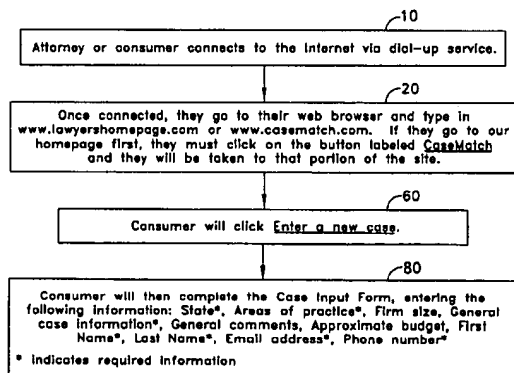 10
Attorney or consumer connects to the internet via dial-up service.
20
Once connected, they go to their web browser and type in
www.lawyershomepage.com or www.casematch.com. If they go to our
homepage first, they must click on the button labeled CaseMatch
and they will be taken to that portion of the site.
60
Consumer will click Enter a new case.
80
Consumer will then complete the Case Input Form, entering the
following information: State*, Areas of practice*, Firm size, General
case information*, General comments, Approximate budget, First
Name*, Last Name*, Email address*, Phone number*
* indicates required information